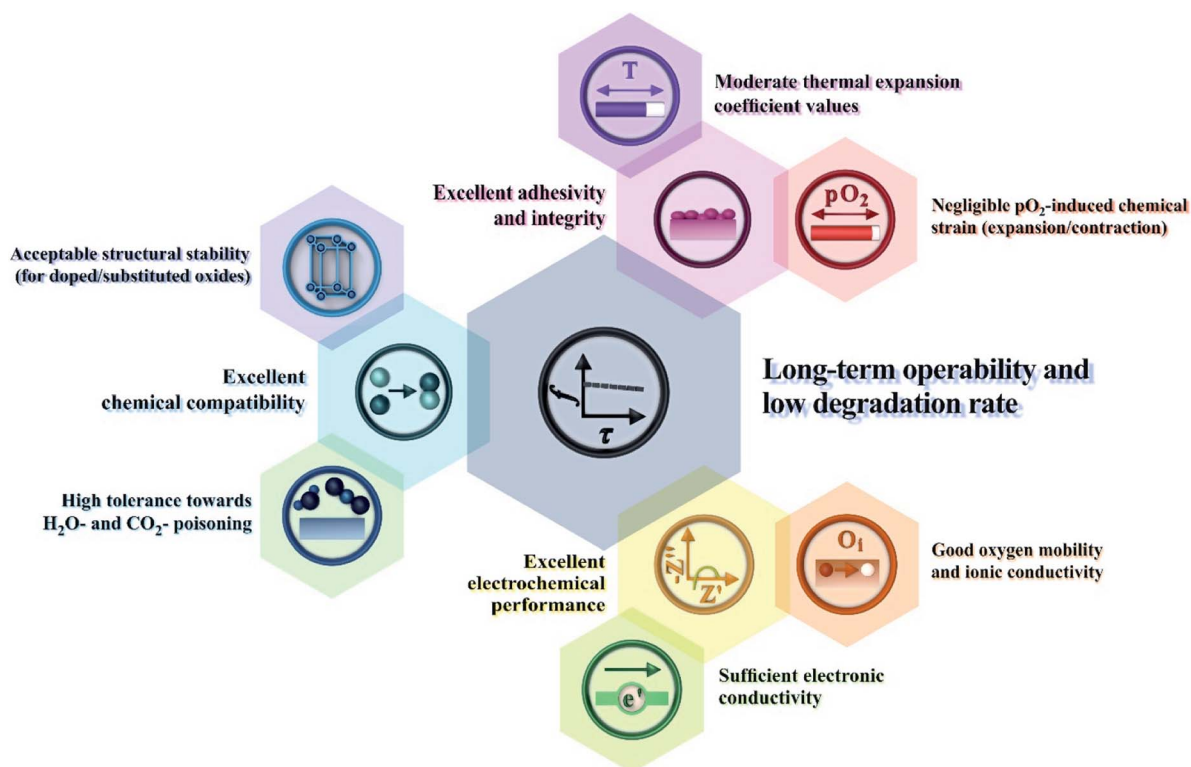 T
Moderate thermal expansion
coefficient values
Excellent adhesivity
and integrity
pO₂
Negligible pO₂-induced chemical
strain (expansion/contraction)
Acceptable structural stability
(for doped/substituted oxides)
Excellent
chemical compatibility
f
τ
Long-term operability and
low degradation rate
High tolerance towards
H₂O- and CO₂- poisoning
Excellent
electrochemical
performance
-Z''
Z'
Oᵢ
Good oxygen mobility
and ionic conductivity
e'
Sufficient electronic
conductivity